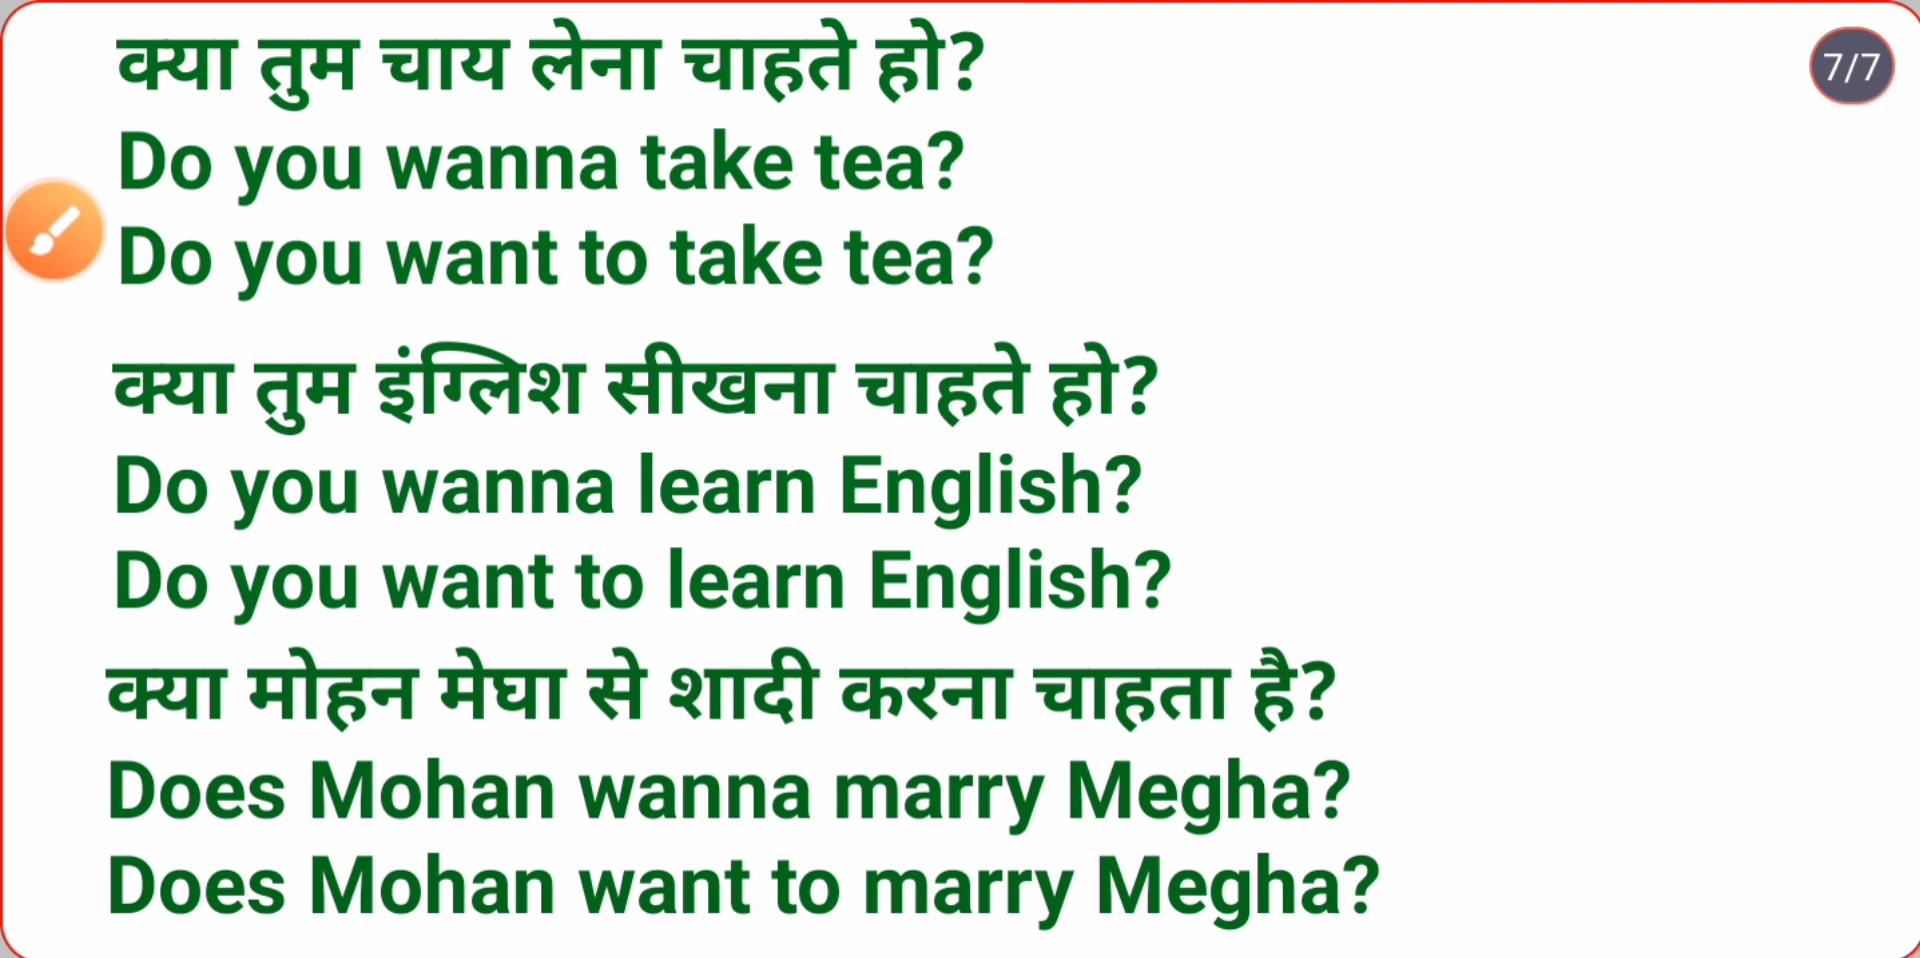 क्या तुम चाय लेना चाहते हो?
7/7
Do you wanna take tea?
Do you want to take tea?
क्या तुम इंग्लिश सीखना चाहते हो?
Do you wanna learn English?
Do you want to learn English?
क्या मोहन मेघा से शादी करना चाहता है?
Does Mohan wanna marry Megha?
Does Mohan want to marry Megha?